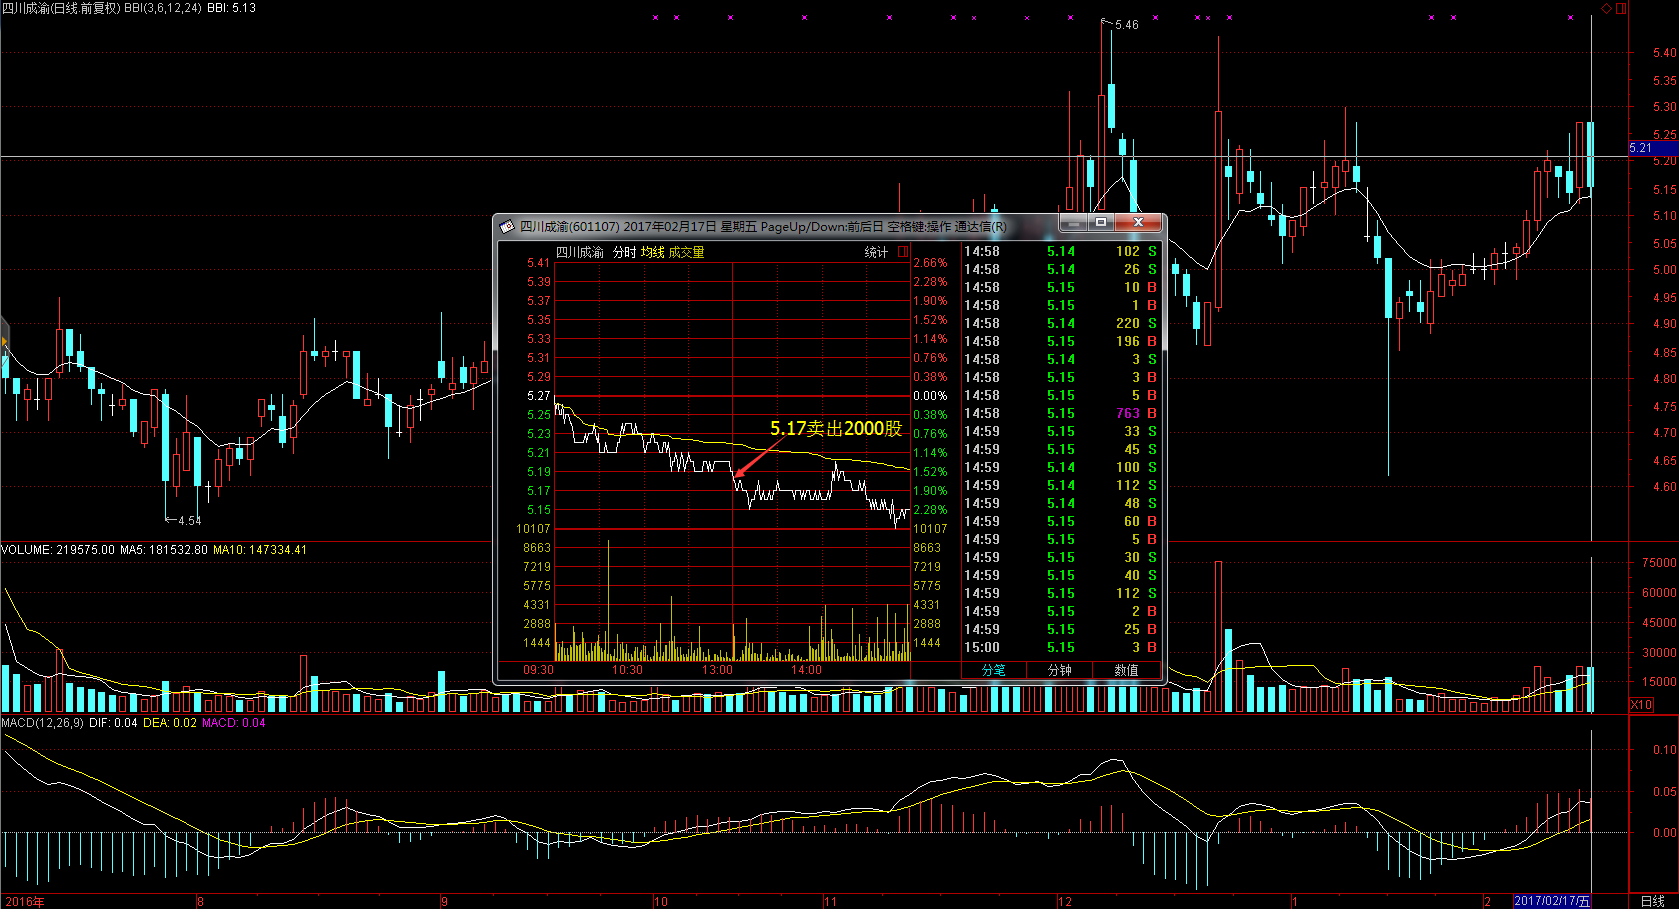 四川成渝(日线.前复权) BBI(3,6,12,24) BBI: 5.13
5.46
5.40
5.35
5.30
5.25
5.21
5.20
5.15
5.10
5.05
5.00
4.95
4.90
4.85
4.80
4.75
4.70
4.65
4.60
4.54
四川成渝(601107) 2017年02月17日 星期五 PageUp/Down:前后日 空格键:操作 通达信(R)
四川成渝 分时 均线 成交量 统计
5.41 2.66%
5.39 2.28%
5.37 1.90%
5.35 1.52%
5.33 1.14%
5.31 0.76%
5.29 0.38%
5.27 0.00%
5.25 0.38%
5.23 0.76%
5.21 1.14%
5.19 1.52%
5.17 1.90%
5.15 2.28%
10107 10107
8663 8663
7219 7219
5775 5775
4331 4331
2888 2888
1444 1444
09:30 10:30 13:00 14:00
5.17卖出2000股
14:58 5.14 102 S
14:58 5.14 26 S
14:58 5.15 10 B
14:58 5.15 1 B
14:58 5.14 220 S
14:58 5.15 196 B
14:58 5.14 3 S
14:58 5.15 3 B
14:58 5.15 5 B
14:58 5.15 763 B
14:59 5.15 33 S
14:59 5.15 45 S
14:59 5.14 100 S
14:59 5.14 112 S
14:59 5.14 48 S
14:59 5.15 60 B
14:59 5.15 5 B
14:59 5.15 30 S
14:59 5.15 40 S
14:59 5.15 112 S
14:59 5.15 2 B
14:59 5.15 25 B
15:00 5.15 3 B
分笔 分钟 数值
VOLUME: 219575.00 MA5: 181532.80 MA10: 147334.41
75000
60000
45000
30000
15000
X10
MACD(12,26,9) DIF: 0.04 DEA: 0.02 MACD: 0.04
0.10
0.05
0.00
2016年 8 9 10 11 12 1 2 2017/02/17/五 日线